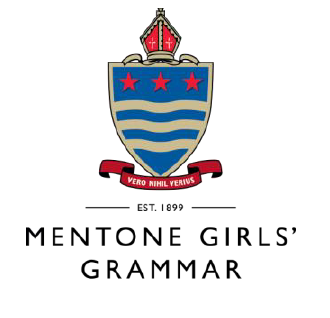 VERO NIHIL VERIUS
EST. 1899
MENTONE GIRLS'
GRAMMAR